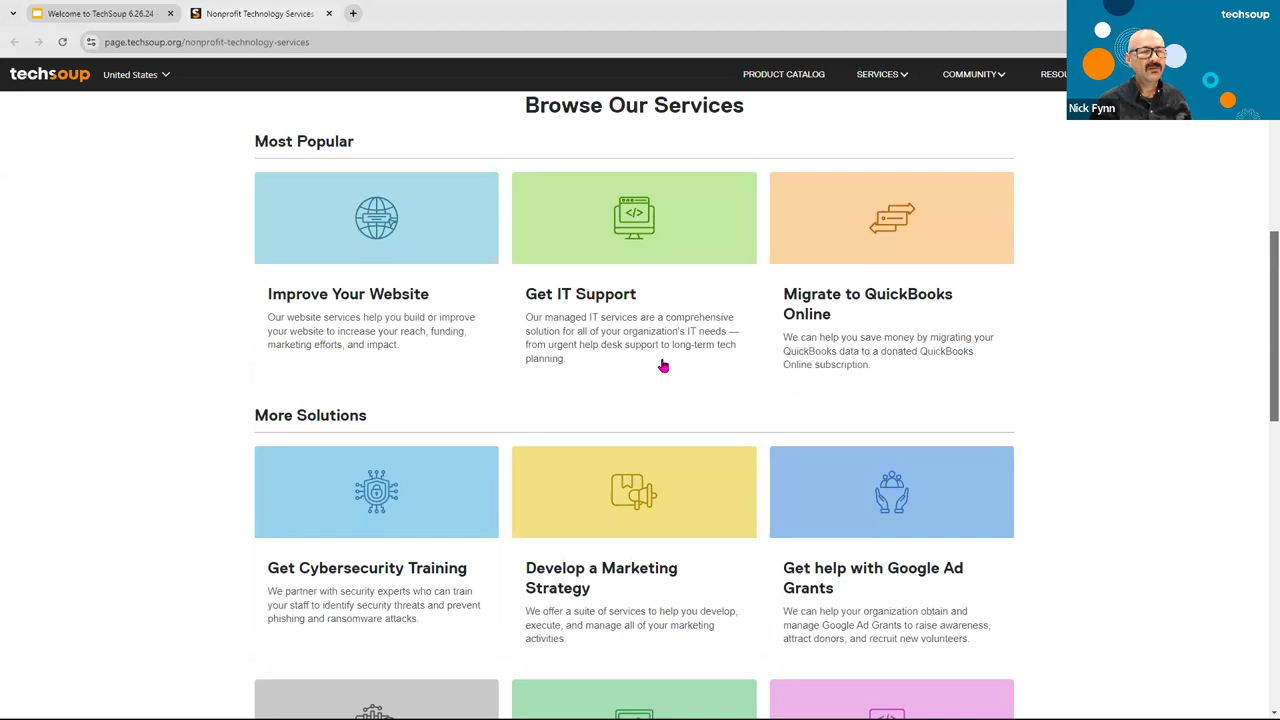 Welcome to TechSoup 6.26.24 -
Nonprofit Technology Services
page.techsoup.org/nonprofit-technology-services
techsoup
United States
PRODUCT CATALOG
SERVICES
COMMUNITY
RESOU
techsoup
Nick Fynn
Browse Our Services
Most Popular
Improve Your Website
Our website services help you build or improve
your website to increase your reach, funding,
marketing efforts, and impact.
Get IT Support
Our managed IT services are a comprehensive
solution for all of your organization's IT needs —
from urgent help desk support to long-term tech
planning.
Migrate to QuickBooks
Online
We can help you save money by migrating your
QuickBooks data to a donated QuickBooks
Online subscription.
More Solutions
Get Cybersecurity Training
We partner with security experts who can train
your staff to identify security threats and prevent
phishing and ransomware attacks.
Develop a Marketing
Strategy
We offer a suite of services to help you develop,
execute, and manage all of your marketing
activities.
Get help with Google Ad
Grants
We can help your organization obtain and
manage Google Ad Grants to raise awareness,
attract donors, and recruit new volunteers.